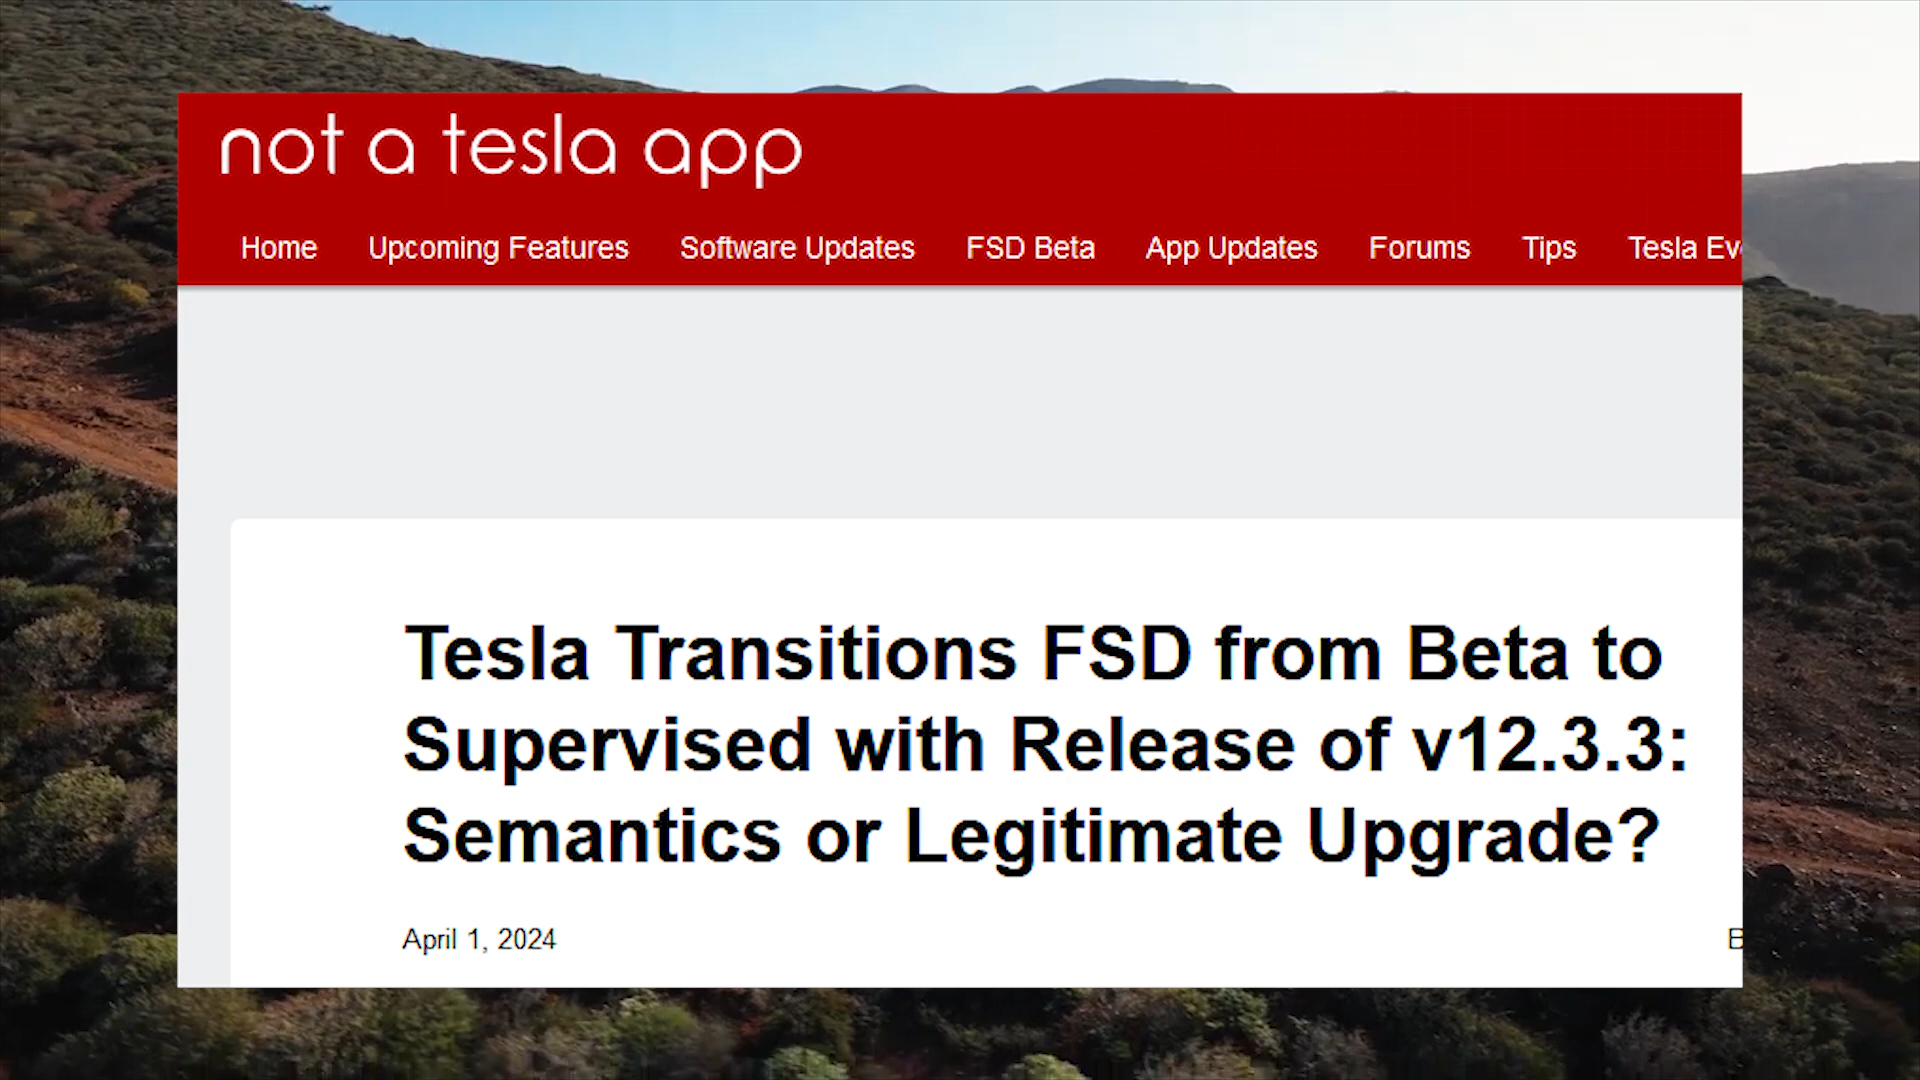 not a tesla app
Home Upcoming Features Software Updates FSD Beta App Updates Forums Tips Tesla
Tesla Transitions FSD from Beta to
Supervised with Release of v12.3.3:
Semantics or Legitimate Upgrade?
April 1, 2024